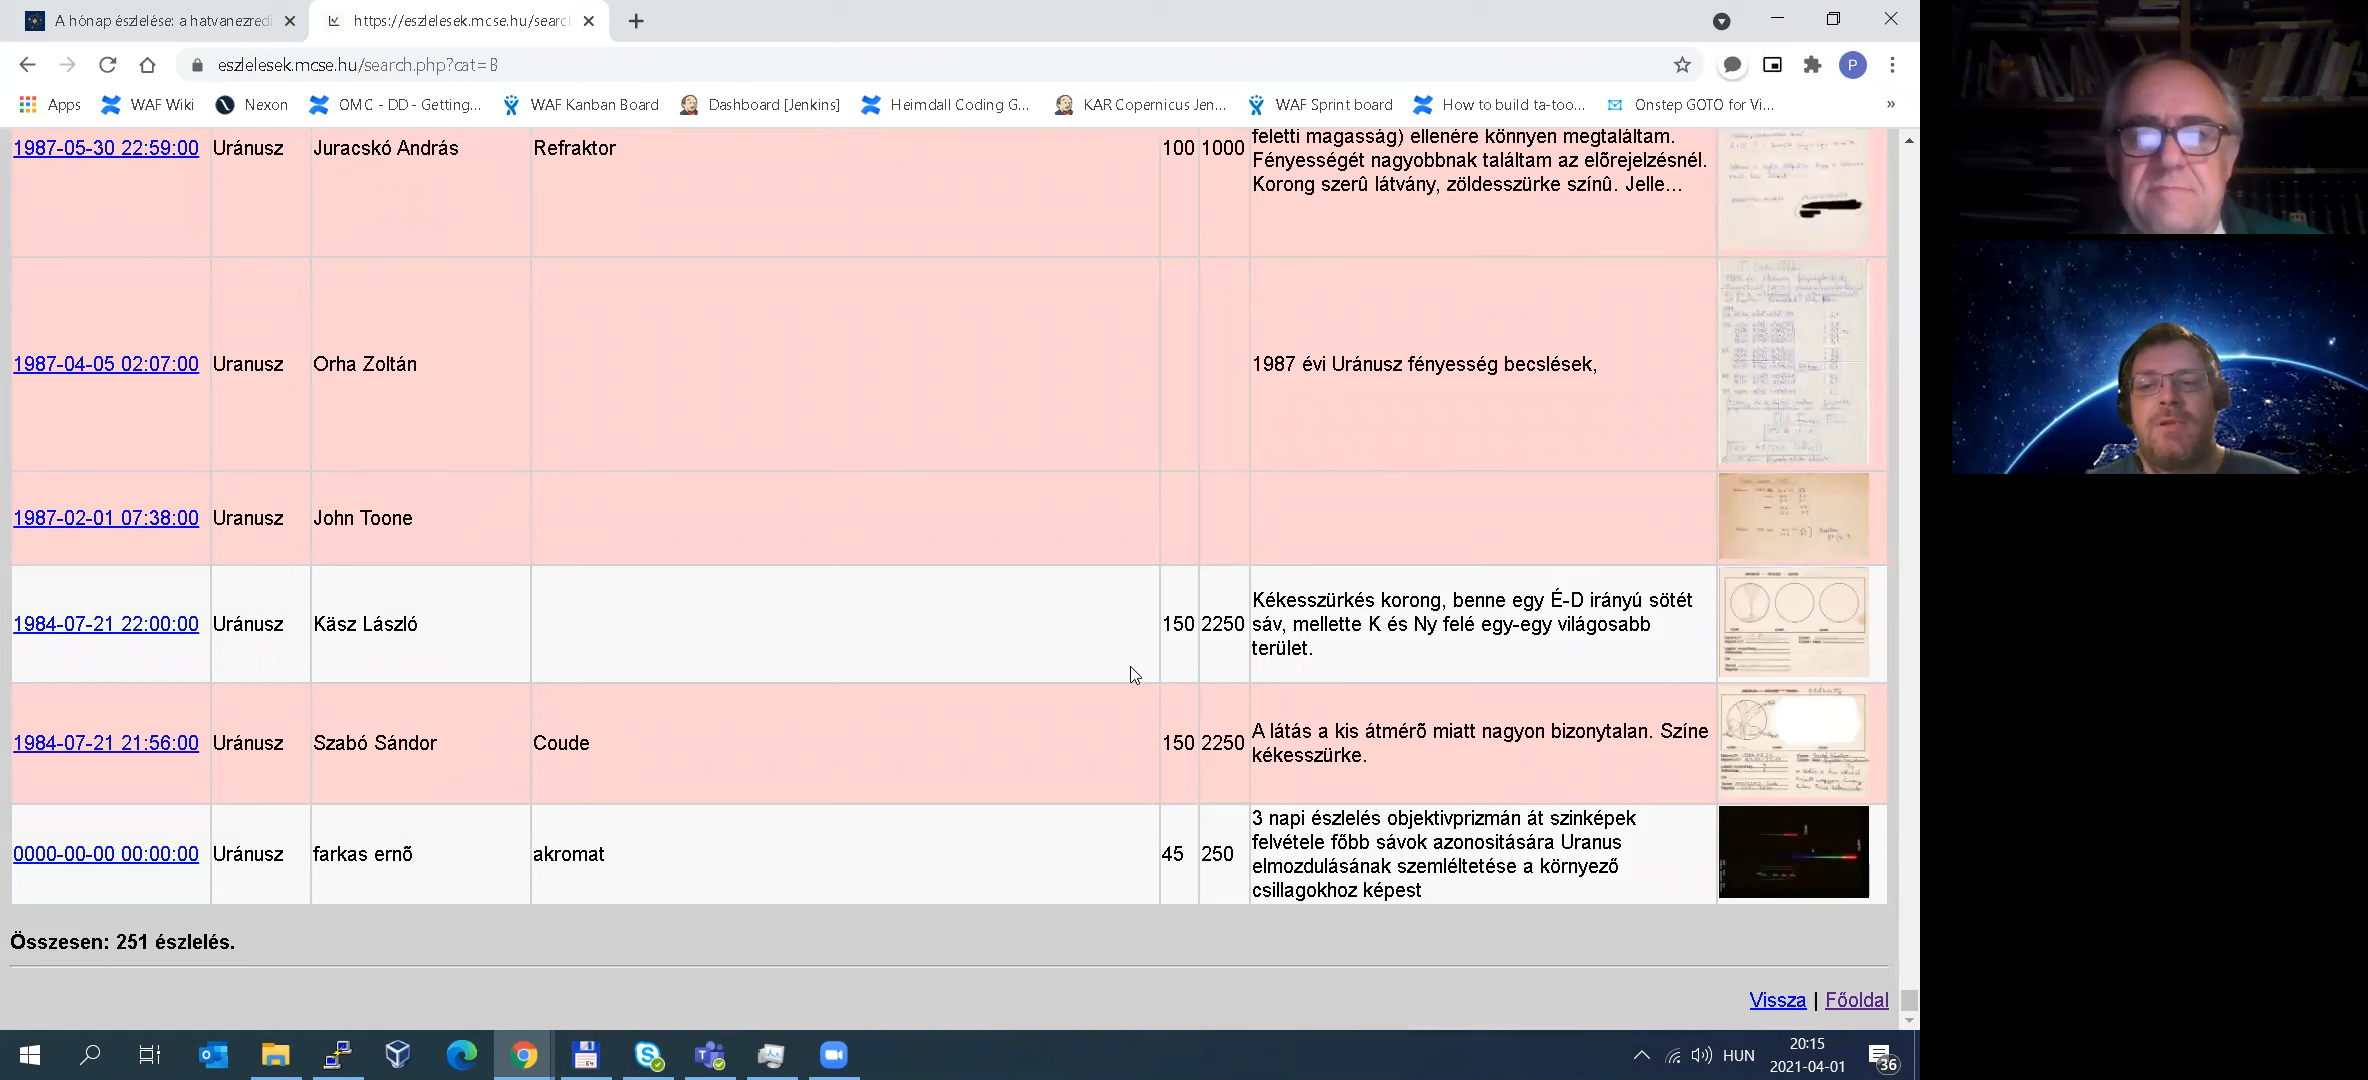 A hónap észlelése: a hatvanezredi
https://eszlelesek.mcse.hu/searc
eszlelesek.mcse.hu/search.php?cat=B
P
Apps
WAF Wiki
Nexon
OMC - DD - Getting...
WAF Kanban Board
Dashboard [Jenkins]
Heimdall Coding G...
KAR Copernicus Jen...
WAF Sprint board
How to build ta-too...
Onstep GOTO for Vi...
»
1987-05-30 22:59:00 Uránusz Juracskó András Refraktor 100 1000
feletti magasság) ellenére könnyen megtaláltam.
Fényességét nagyobbnak találtam az elõrejelzésnél.
Korong szerû látvány, zöldesszürke színû. Jelle...
1987-04-05 02:07:00 Uranusz Orha Zoltán 1987 évi Uránusz fényesség becslések,
1987-02-01 07:38:00 Uranusz John Toone
1984-07-21 22:00:00 Uránusz Käsz László 150 2250
Kékesszürkés korong, benne egy É-D irányú sötét
sáv, mellette K és Ny felé egy-egy világosabb
terület.
1984-07-21 21:56:00 Uránusz Szabó Sándor Coude 150 2250
A látás a kis átmérõ miatt nagyon bizonytalan. Színe
kékesszürke.
0000-00-00 00:00:00 Uránusz farkas ernõ akromat 45 250
3 napi észlelés objektivprizmán át szinképek
felvétele főbb sávok azonositására Uranus
elmozdulásának szemléltetése a környező
csillagokhoz képest
Összesen: 251 észlelés.
Vissza | Főoldal
HUN
20:15
2021-04-01
36